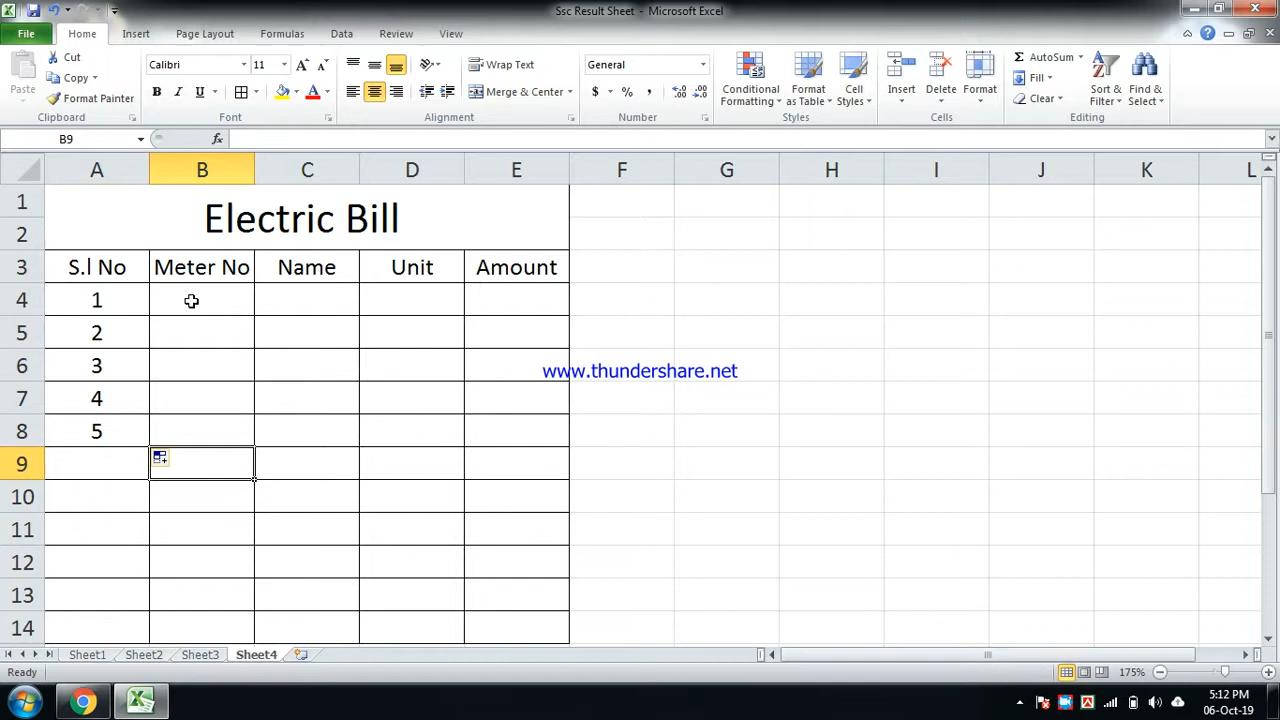 Ssc Result Sheet - Microsoft Excel
File Home Insert Page Layout Formulas Data Review View
Cut
Copy
Format Painter
Paste
Clipboard
Calibri 11
B I U
Font
Wrap Text
Merge & Center
Alignment
General
$ % ,
Number
Conditional Formatting
Format as Table
Cell Styles
Styles
Insert
Delete
Format
Cells
AutoSum
Fill
Clear
Sort & Filter
Find & Select
Editing
B9 fx
A B C D E F G H I J K L
1
Electric Bill
2
3 S.l No Meter No Name Unit Amount
4 1
5 2
6 3
www.thundershare.net
7 4
8 5
9
10
11
12
13
14
Sheet1 Sheet2 Sheet3 Sheet4
Ready 175%
5:12 PM
06-Oct-19